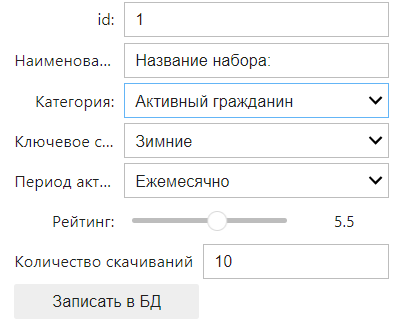 id: 1
Наименова... Название набора:
Категория: Активный гражданин
Ключевое с... Зимние
Период акт... Ежемесячно
Рейтинг: 5.5
Количество скачиваний 10
Записать в БД